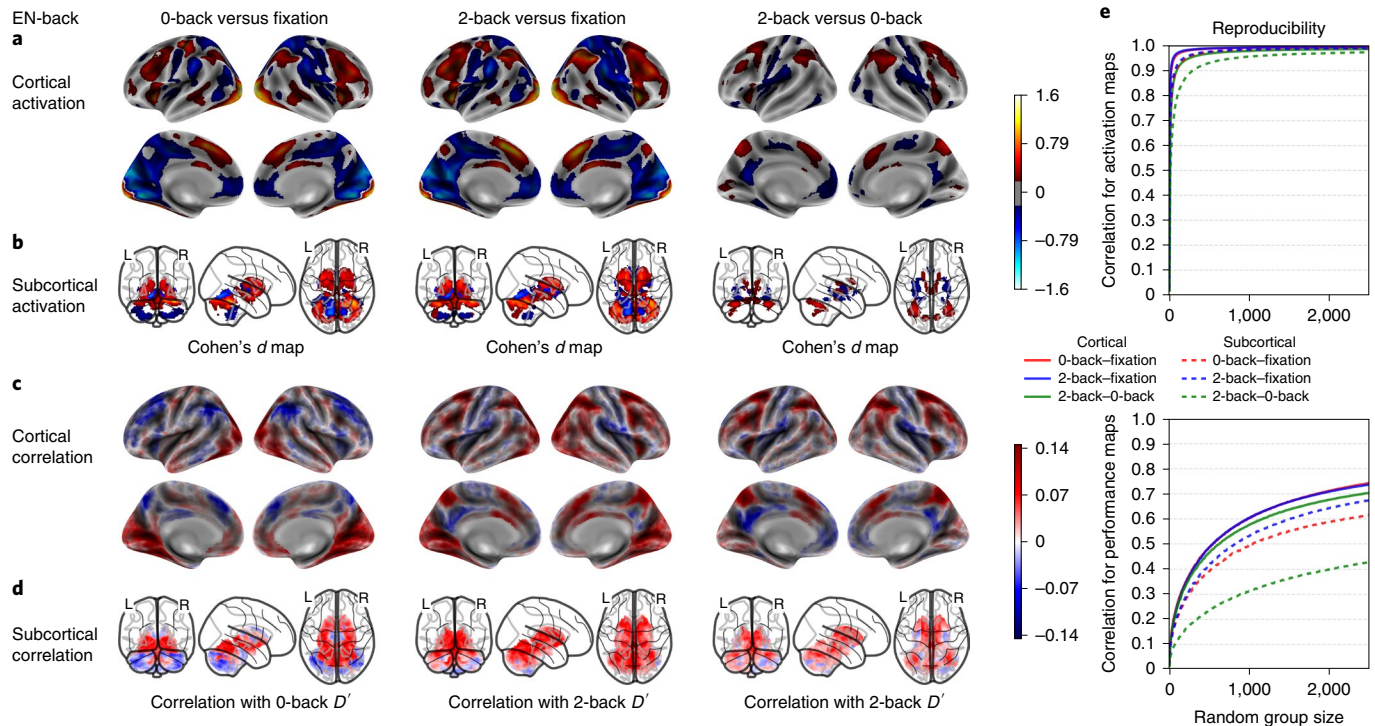 EN-back
0-back versus fixation
2-back versus fixation
2-back versus 0-back
a
Cortical
activation
1.6
0.79
0
−0.79
−1.6
b
Subcortical
activation
L R
L R
L R
Cohen's d map
Cohen's d map
Cohen's d map
c
Cortical
correlation
0.14
0.07
0
−0.07
−0.14
d
Subcortical
correlation
L R
L R
L R
Correlation with 0-back D′
Correlation with 2-back D′
Correlation with 2-back D′
e
Reproducibility
Correlation for activation maps
1.0
0.9
0.8
0.7
0.6
0.5
0.4
0.3
0.2
0.1
0
0 1,000 2,000
Cortical Subcortical
0-back–fixation 0-back–fixation
2-back–fixation 2-back–fixation
2-back–0-back 2-back–0-back
Correlation for performance maps
1.0
0.9
0.8
0.7
0.6
0.5
0.4
0.3
0.2
0.1
0
0 1,000 2,000
Random group size